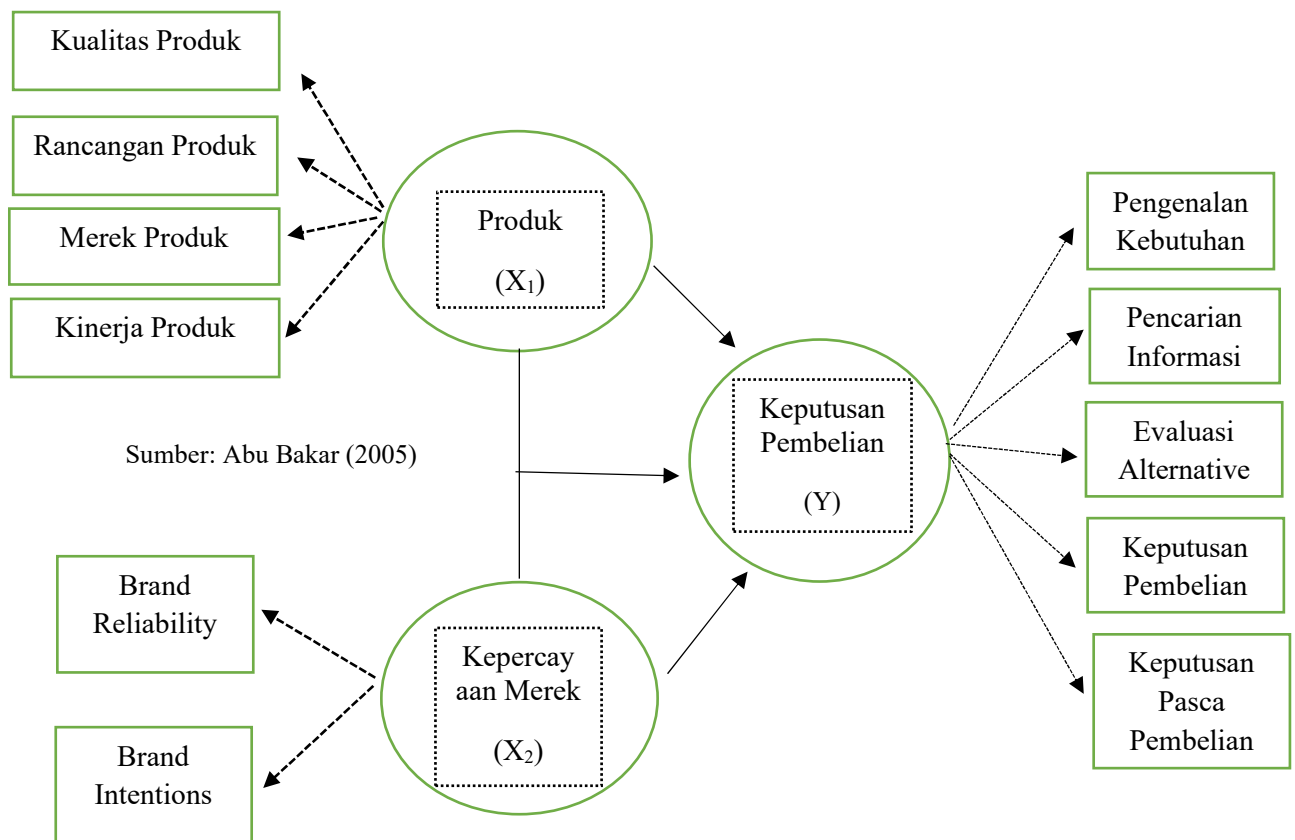 Kualitas Produk
Rancangan Produk
Merek Produk
Kinerja Produk
Produk
(X₁)
Sumber: Abu Bakar (2005)
Brand
Reliability
Brand
Intentions
Kepercay
aan Merek
(X₂)
Keputusan
Pembelian
(Y)
Pengenalan
Kebutuhan
Pencarian
Informasi
Evaluasi
Alternative
Keputusan
Pembelian
Keputusan
Pasca
Pembelian